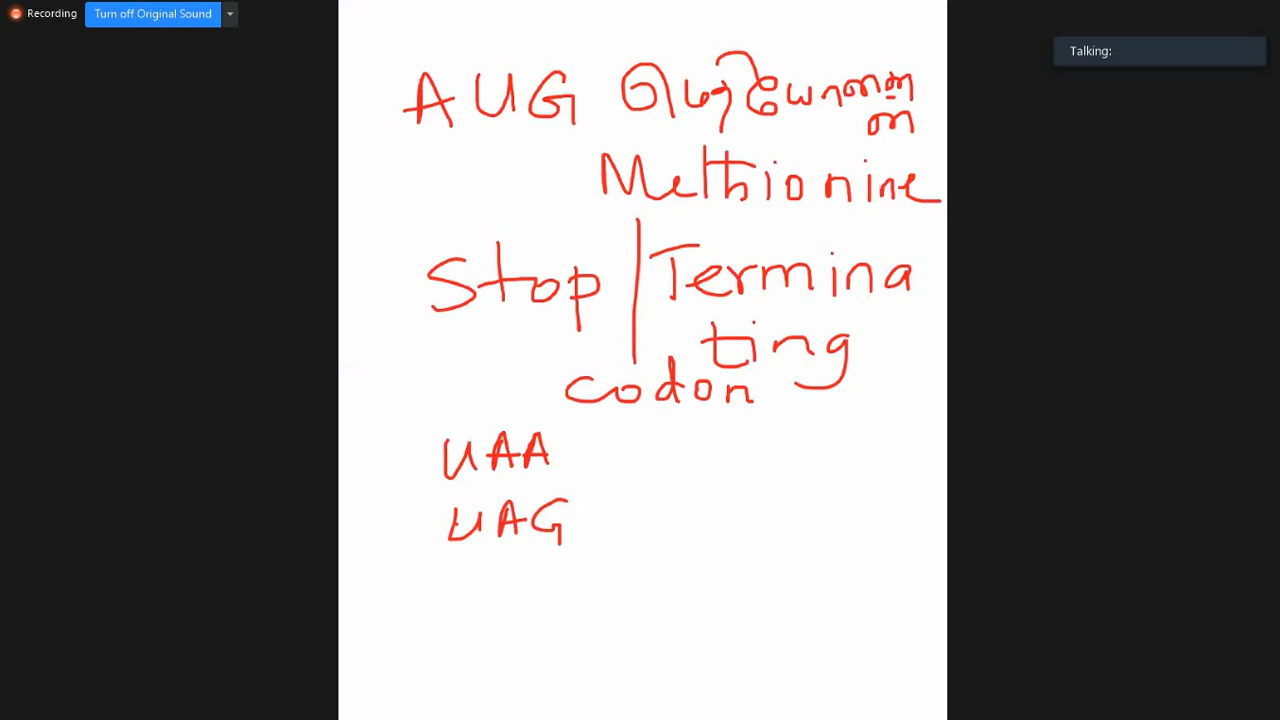 Recording
Turn off Original Sound
Talking:
AUG
Methionine
Stop / Termina
ting
codon
UAA
UAG